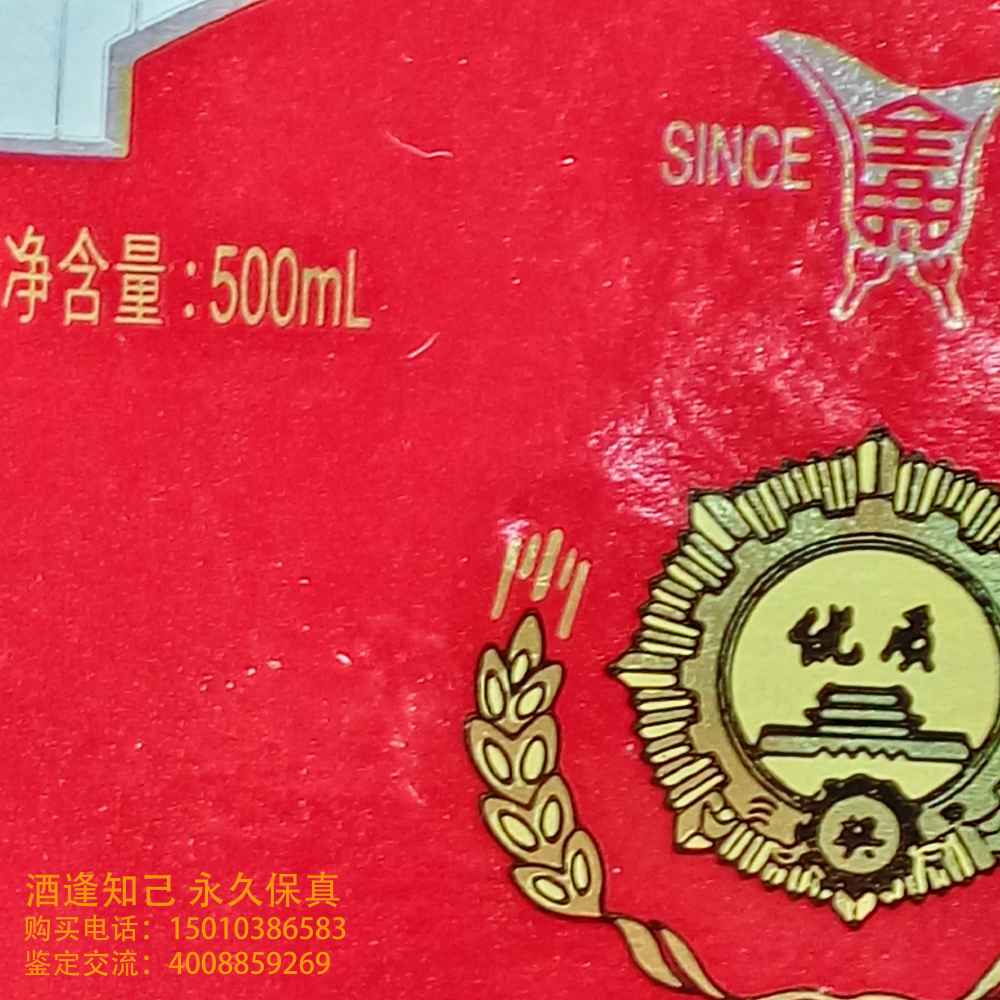 SINCE
净含量:500mL
优质
酒逢知己 永久保真
购买电话：15010383583
鉴定交流：4008859269